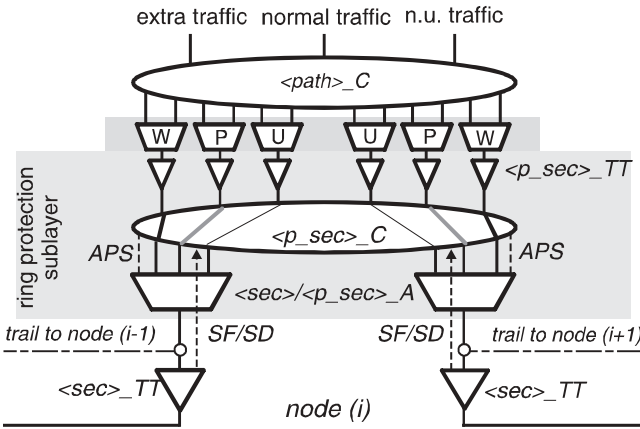 extra traffic normal traffic n.u. traffic
<path>_C
W P U U P W
<p_sec>_TT
ring protection
sublayer
<p_sec>_C
APS APS
<sec>/<p_sec>_A
trail to node (i-1) SF/SD SF/SD trail to node (i+1)
<sec>_TT <sec>_TT
node (i)